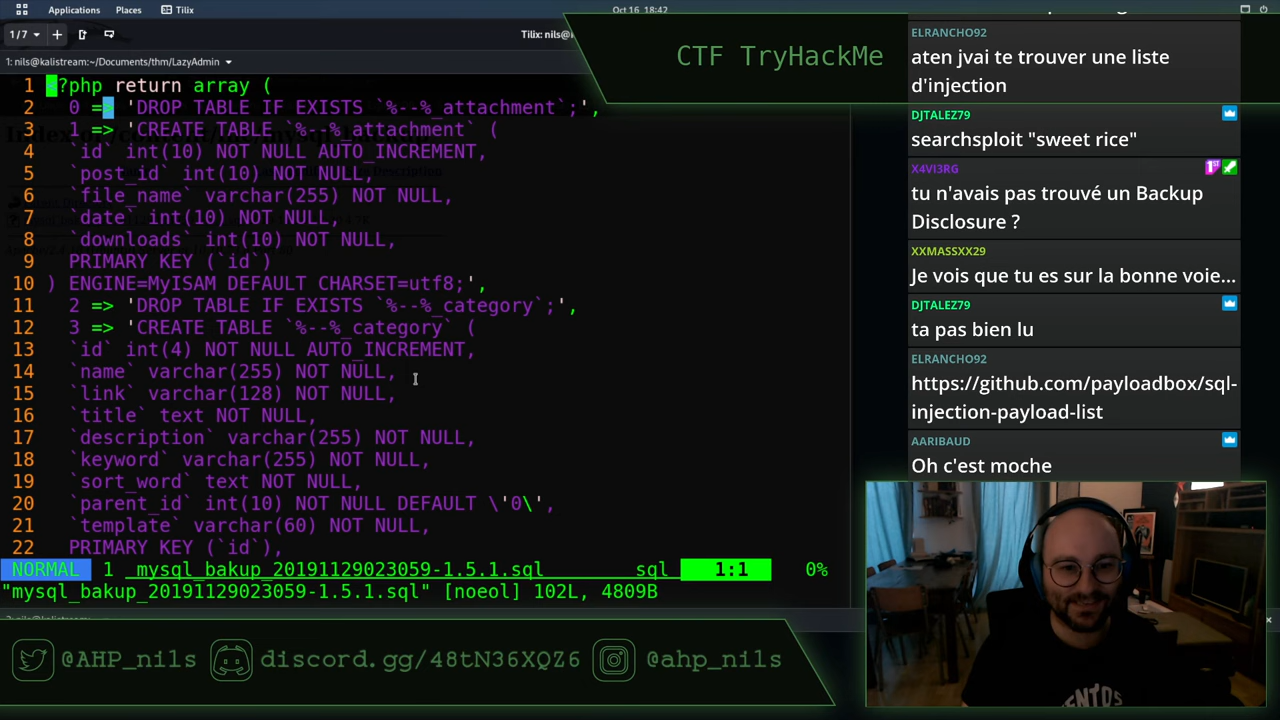 Applications Places Tilix Oct 16, 18:42
1/7
Tilix: nils@
CTF TryHackMe
1: nils@kalistream:~/Documents/thm/LazyAdmin
1 <?php return array (
2 0 => 'DROP TABLE IF EXISTS `%--%_attachment`;',
3 1 => 'CREATE TABLE `%--%_attachment` (
4 `id` int(10) NOT NULL AUTO_INCREMENT,
5 `post_id` int(10) NOT NULL,
6 `file_name` varchar(255) NOT NULL,
7 `date` int(10) NOT NULL,
8 `downloads` int(10) NOT NULL,
9 PRIMARY KEY (`id`)
10 ) ENGINE=MyISAM DEFAULT CHARSET=utf8;',
11 2 => 'DROP TABLE IF EXISTS `%--%_category`;',
12 3 => 'CREATE TABLE `%--%_category` (
13 `id` int(4) NOT NULL AUTO_INCREMENT,
14 `name` varchar(255) NOT NULL,
15 `link` varchar(128) NOT NULL,
16 `title` text NOT NULL,
17 `description` varchar(255) NOT NULL,
18 `keyword` varchar(255) NOT NULL,
19 `sort_word` text NOT NULL,
20 `parent_id` int(10) NOT NULL DEFAULT \'0\',
21 `template` varchar(60) NOT NULL,
22 PRIMARY KEY (`id`),
NORMAL 1 mysql_bakup_20191129023059-1.5.1.sql sql 1:1 0%
"mysql_bakup_20191129023059-1.5.1.sql" [noeol] 102L, 4809B
ELRANCHO92
aten jvai te trouver une liste
d'injection
DJTALEZ79
searchsploit "sweet rice"
X4VI3RG
tu n'avais pas trouvé un Backup
Disclosure ?
XXMASSXX29
Je vois que tu es sur la bonne voie...
DJTALEZ79
ta pas bien lu
ELRANCHO92
https://github.com/payloadbox/sql-
injection-payload-list
AARIBAUD
Oh c'est moche
@AHP_nils discord.gg/48tN36XQZ6 @ahp_nils